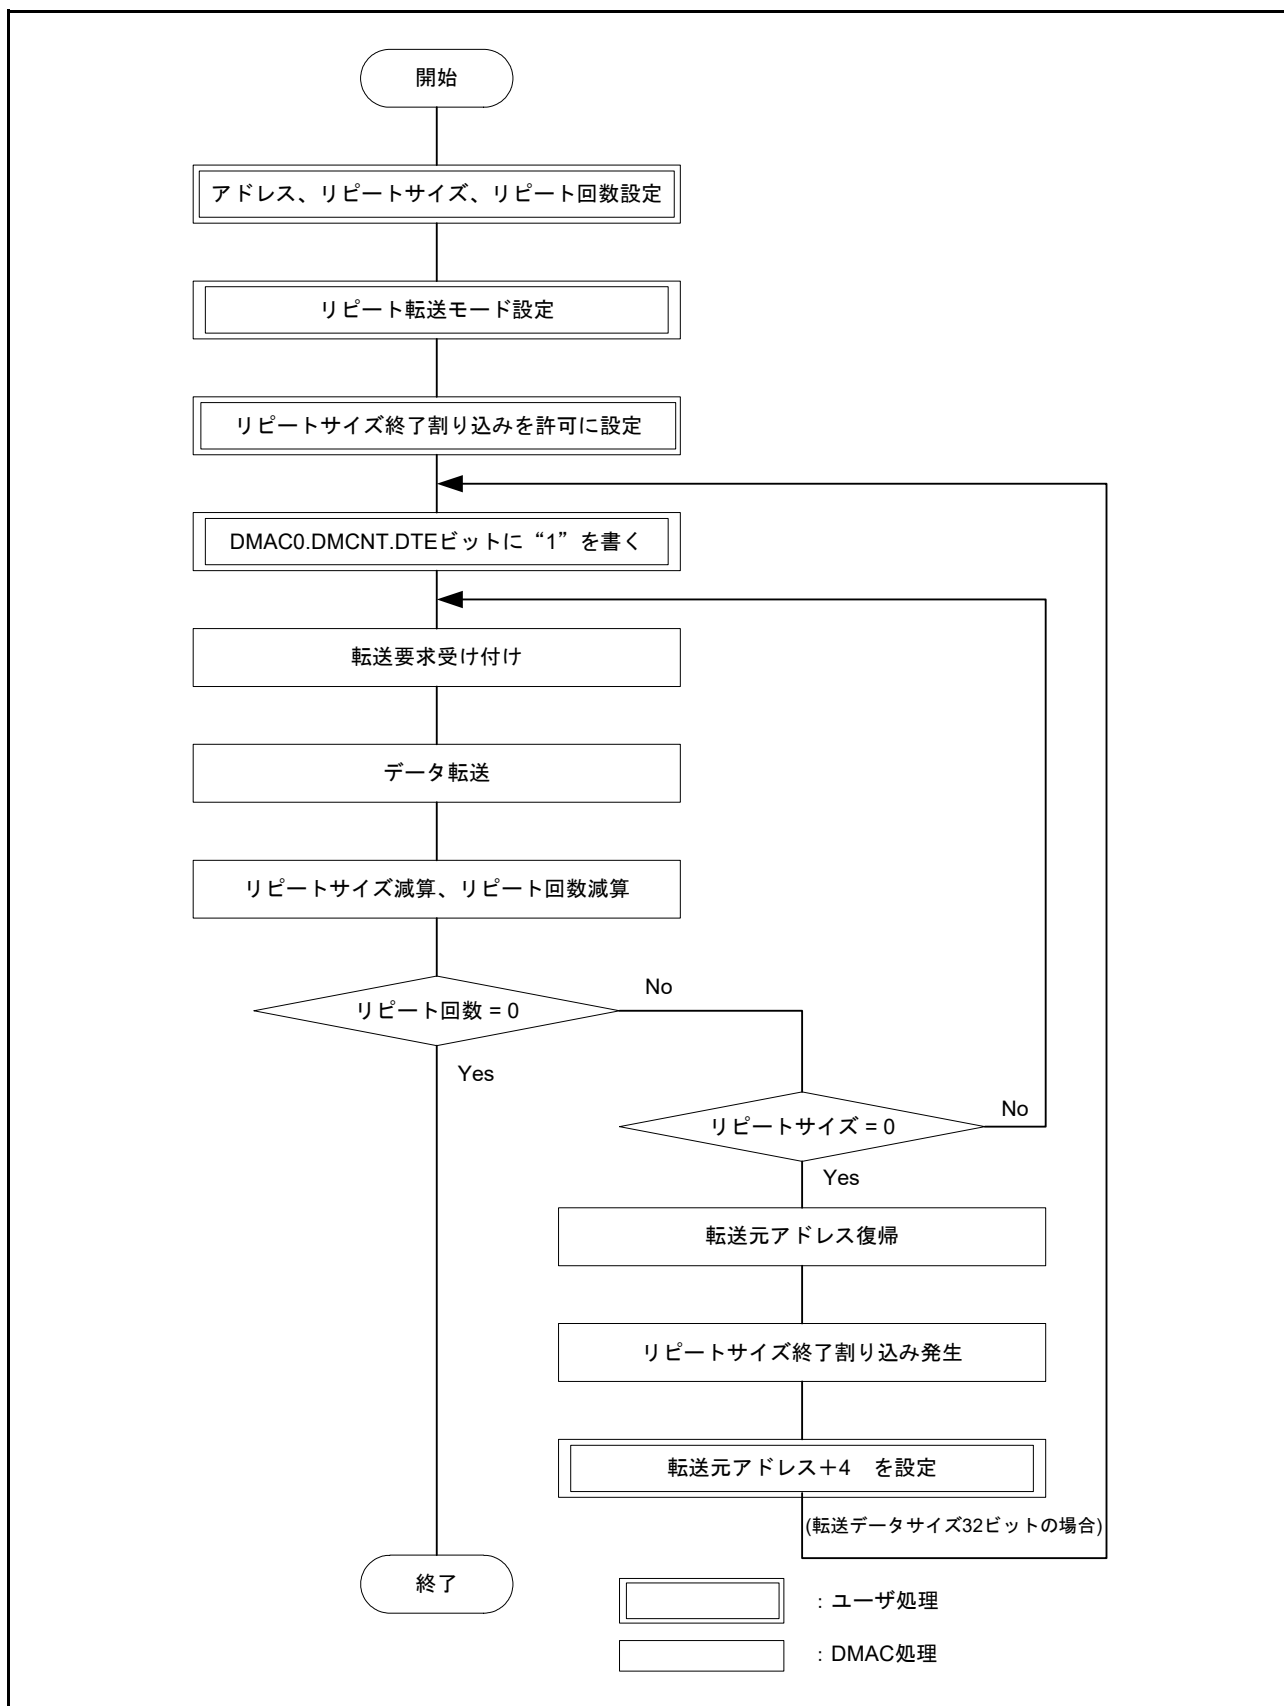 開始
アドレス、リピートサイズ、リピート回数設定
リピート転送モード設定
リピートサイズ終了割り込みを許可に設定
DMAC0.DMCNT.DTEビットに“1”を書く
転送要求受け付け
データ転送
リピートサイズ減算、リピート回数減算
リピート回数 = 0
No
Yes
リピートサイズ = 0
No
Yes
転送元アドレス復帰
リピートサイズ終了割り込み発生
転送元アドレス＋4　を設定
(転送データサイズ32ビットの場合)
終了
：ユーザ処理
：DMAC処理